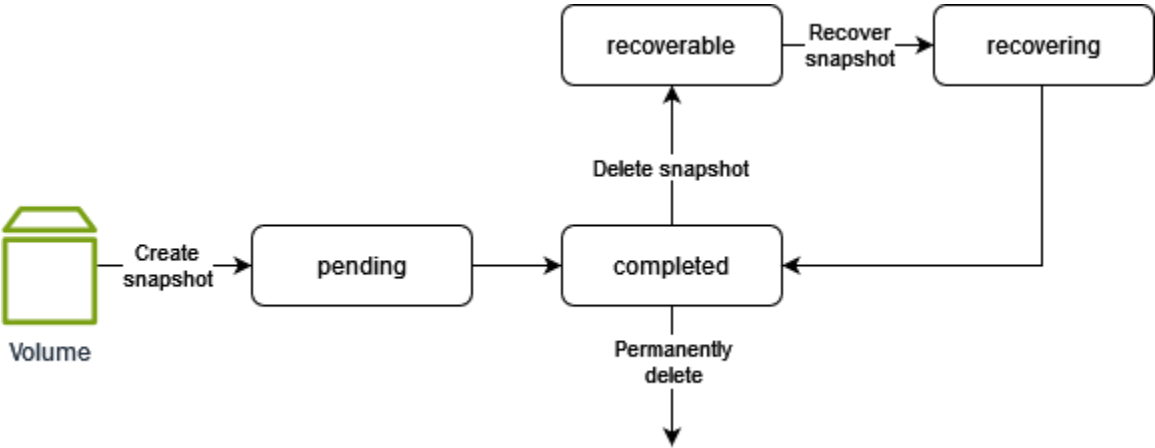 recoverable
Recover
snapshot
recovering
Delete snapshot
Create
snapshot
pending
completed
Volume
Permanently
delete